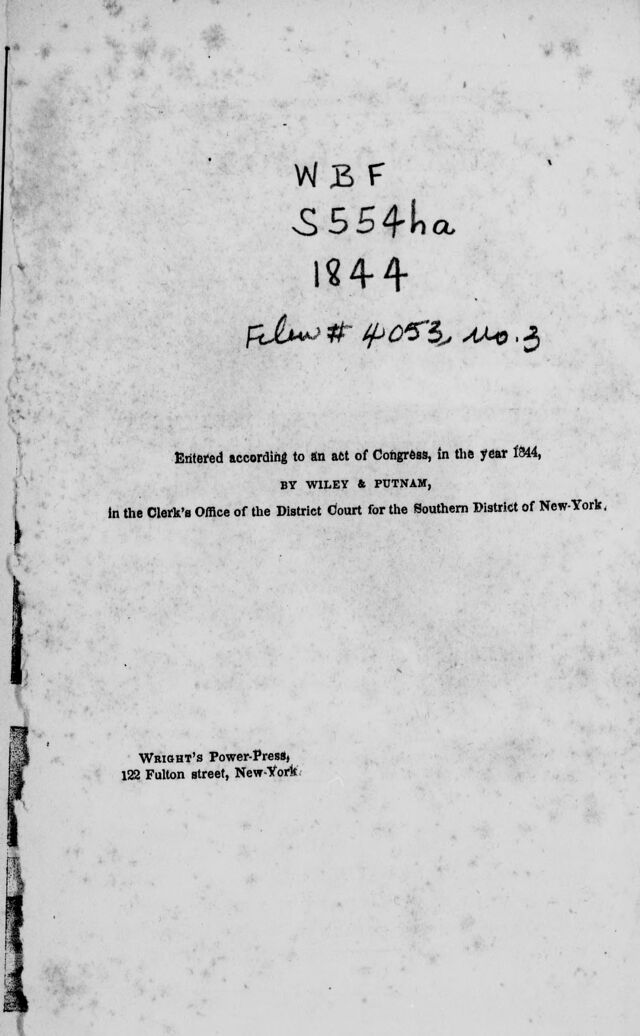 WBF
S554ha
1844
Film # 4053, no. 3
Entered according to an act of Congress, in the year 1844,
BY WILEY & PUTNAM,
in the Clerk's Office of the District Court for the Southern District of New-York.
WRIGHT'S Power-Press,
122 Fulton street, New-York.